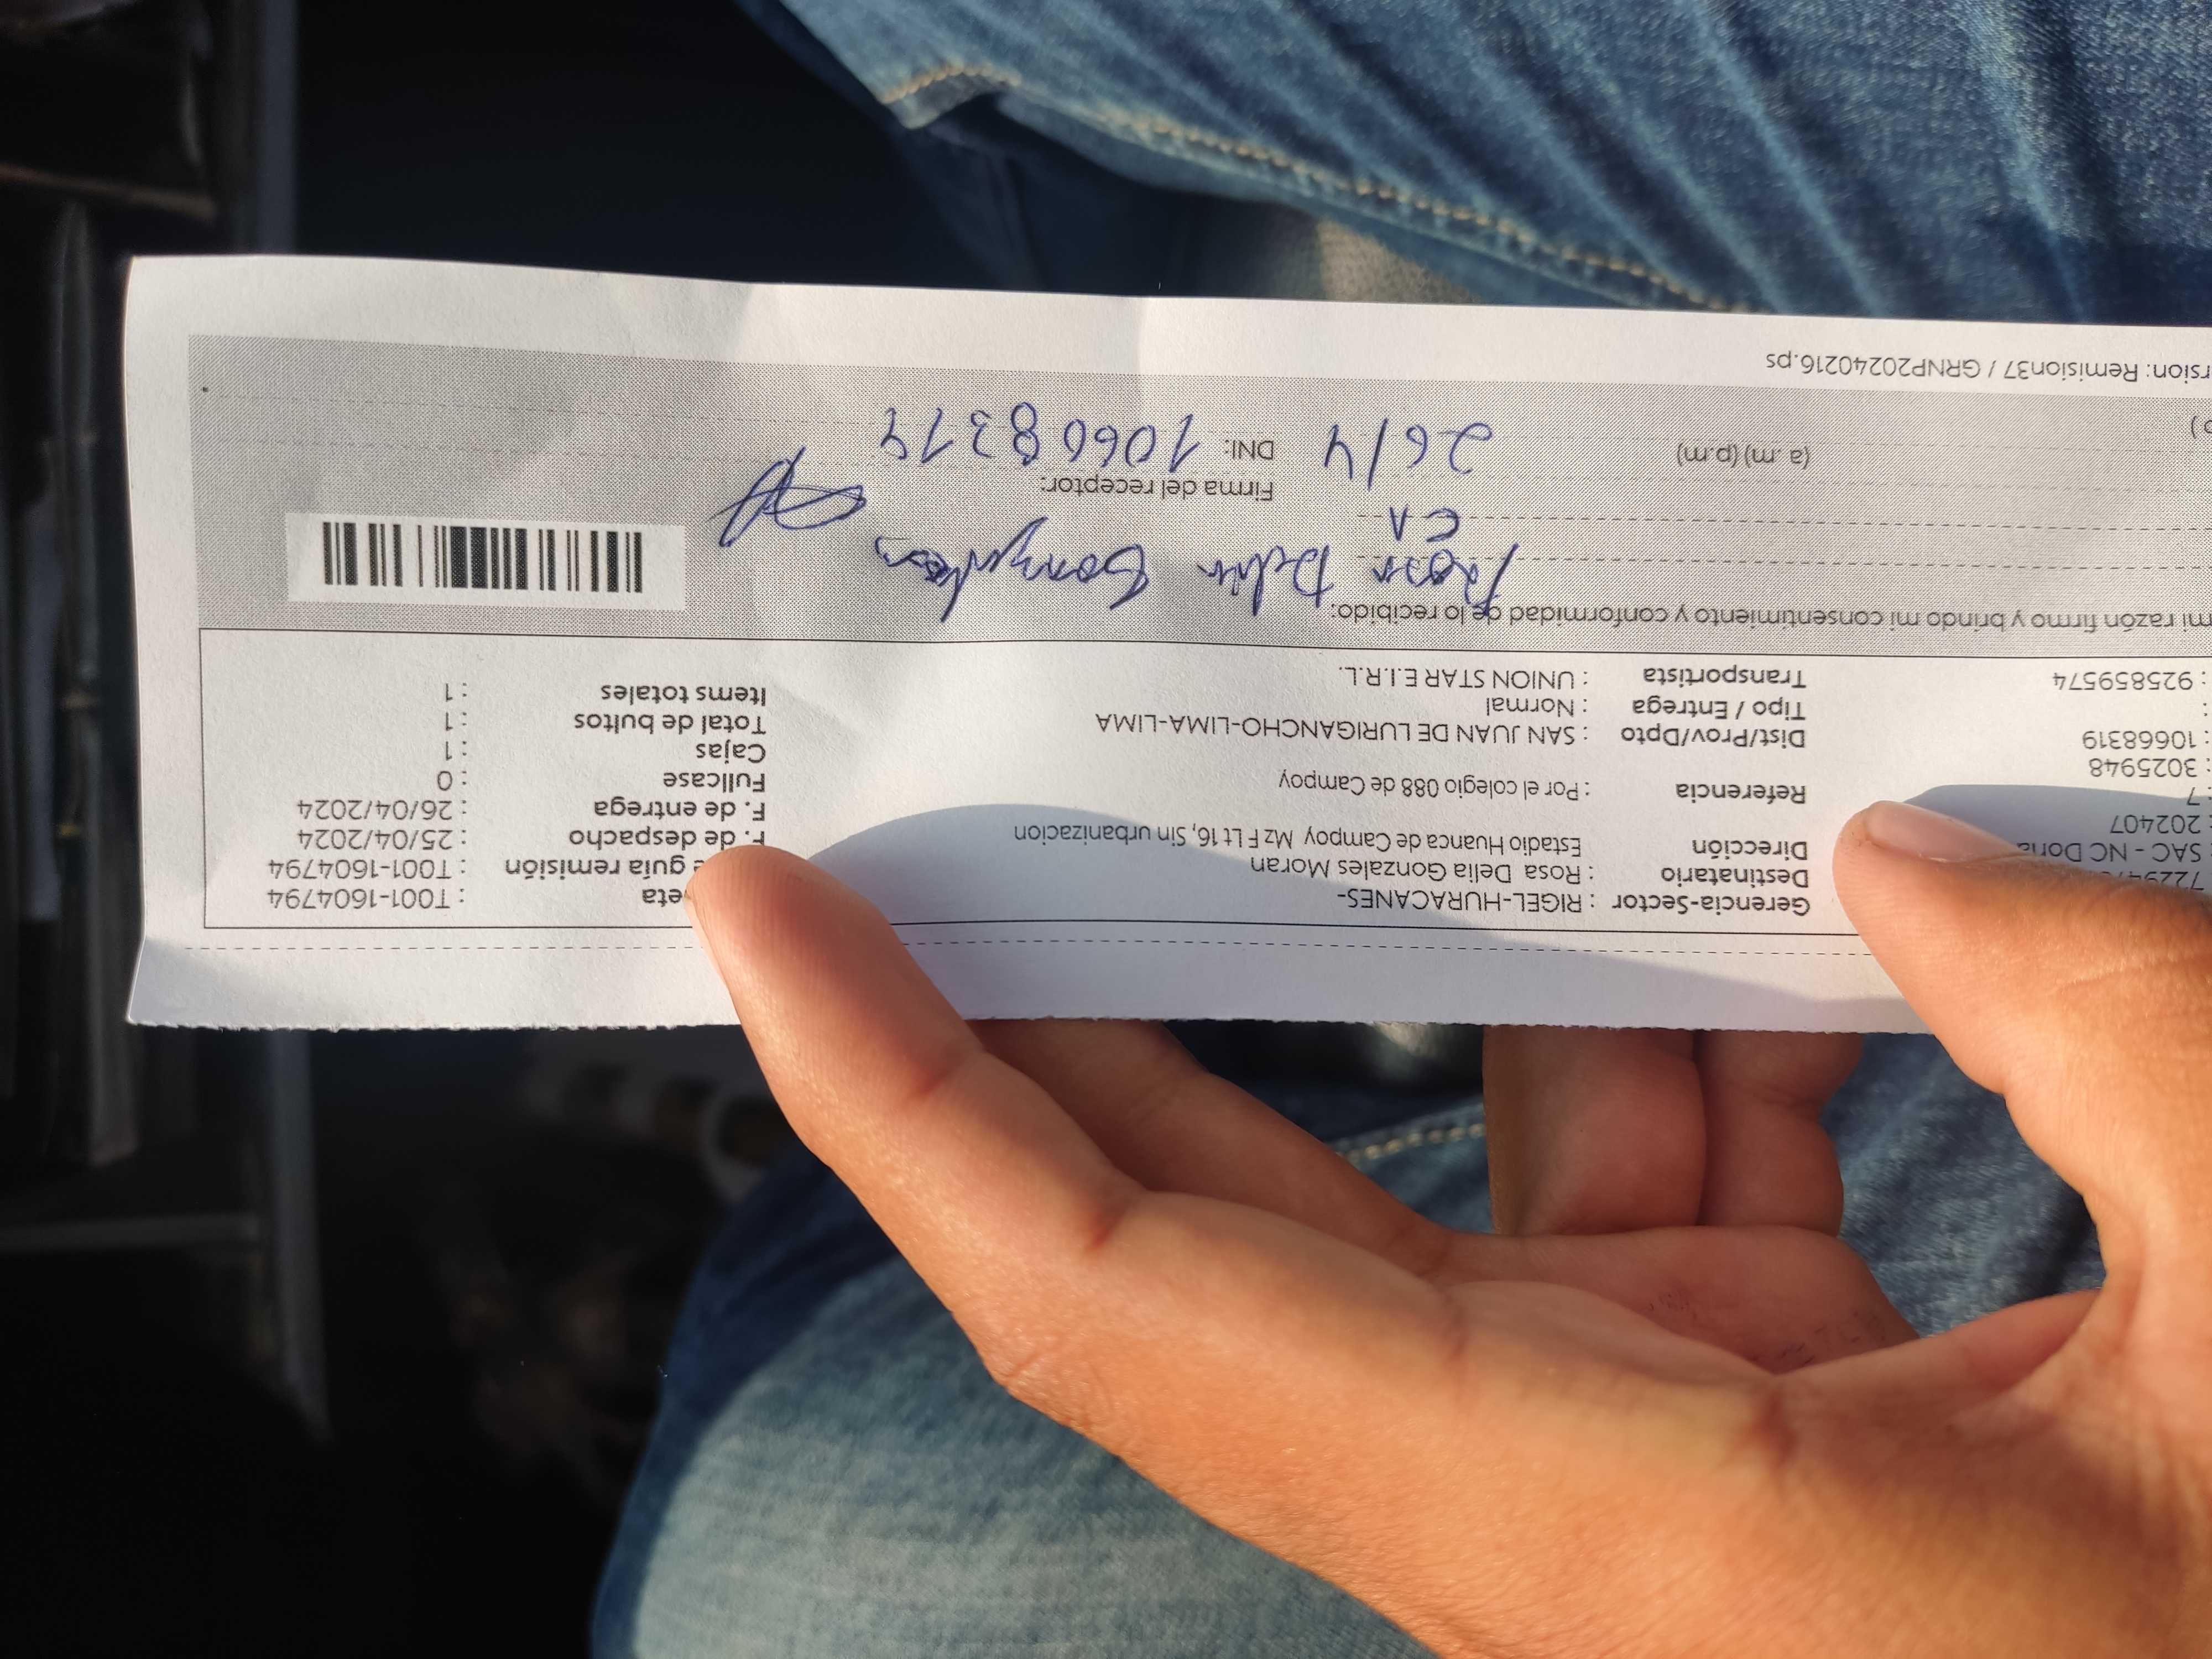 : 7229470
: SAC - NC Doria
: 202407
: 7
: 3025948
: 10668319
:
: 925859574
Gerencia-Sector : RIGEL-HURACANES-
Destinatario : Rosa Delia Gonzales Moran
Dirección Estadio Huanca de Campoy Mz F Lt 16, Sin urbanizacion
Referencia : Por el colegio 088 de Campoy
Dist/Prov/Dpto : SAN JUAN DE LURIGANCHO-LIMA-LIMA
Tipo / Entrega : Normal
Transportista : UNION STAR E.I.R.L.
eta : T001-1604794
guía remisión : T001-1604794
F. de despacho : 25/04/2024
F. de entrega : 26/04/2024
Fullcase : 0
Cajas : 1
Total de bultos : 1
Items totales : 1
mi razón firmo y brindo mi consentimiento y conformidad de lo recibido:
Rosa Delia Gonzales
Firma del receptor:
(a.m) (p.m) 26/4 DNI: 10668319
rsion: Remision37 / GRNP20240216.ps